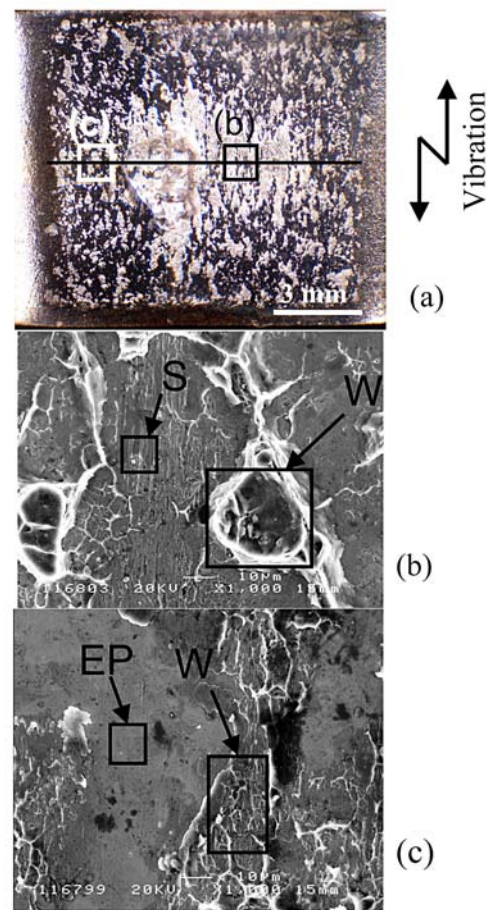 (c)
(b)
Vibration
3 mm
(a)
S
W
10μm
116803 20KV X1,000 15mm
(b)
EP
W
10μm
116799 20KV X1,000 15mm
(c)